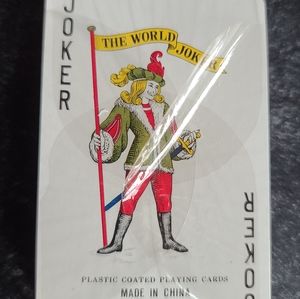 JOKER
THE WORLD
JOKER
JOKER
PLASTIC COATED PLAYING CARDS
MADE IN CHINA